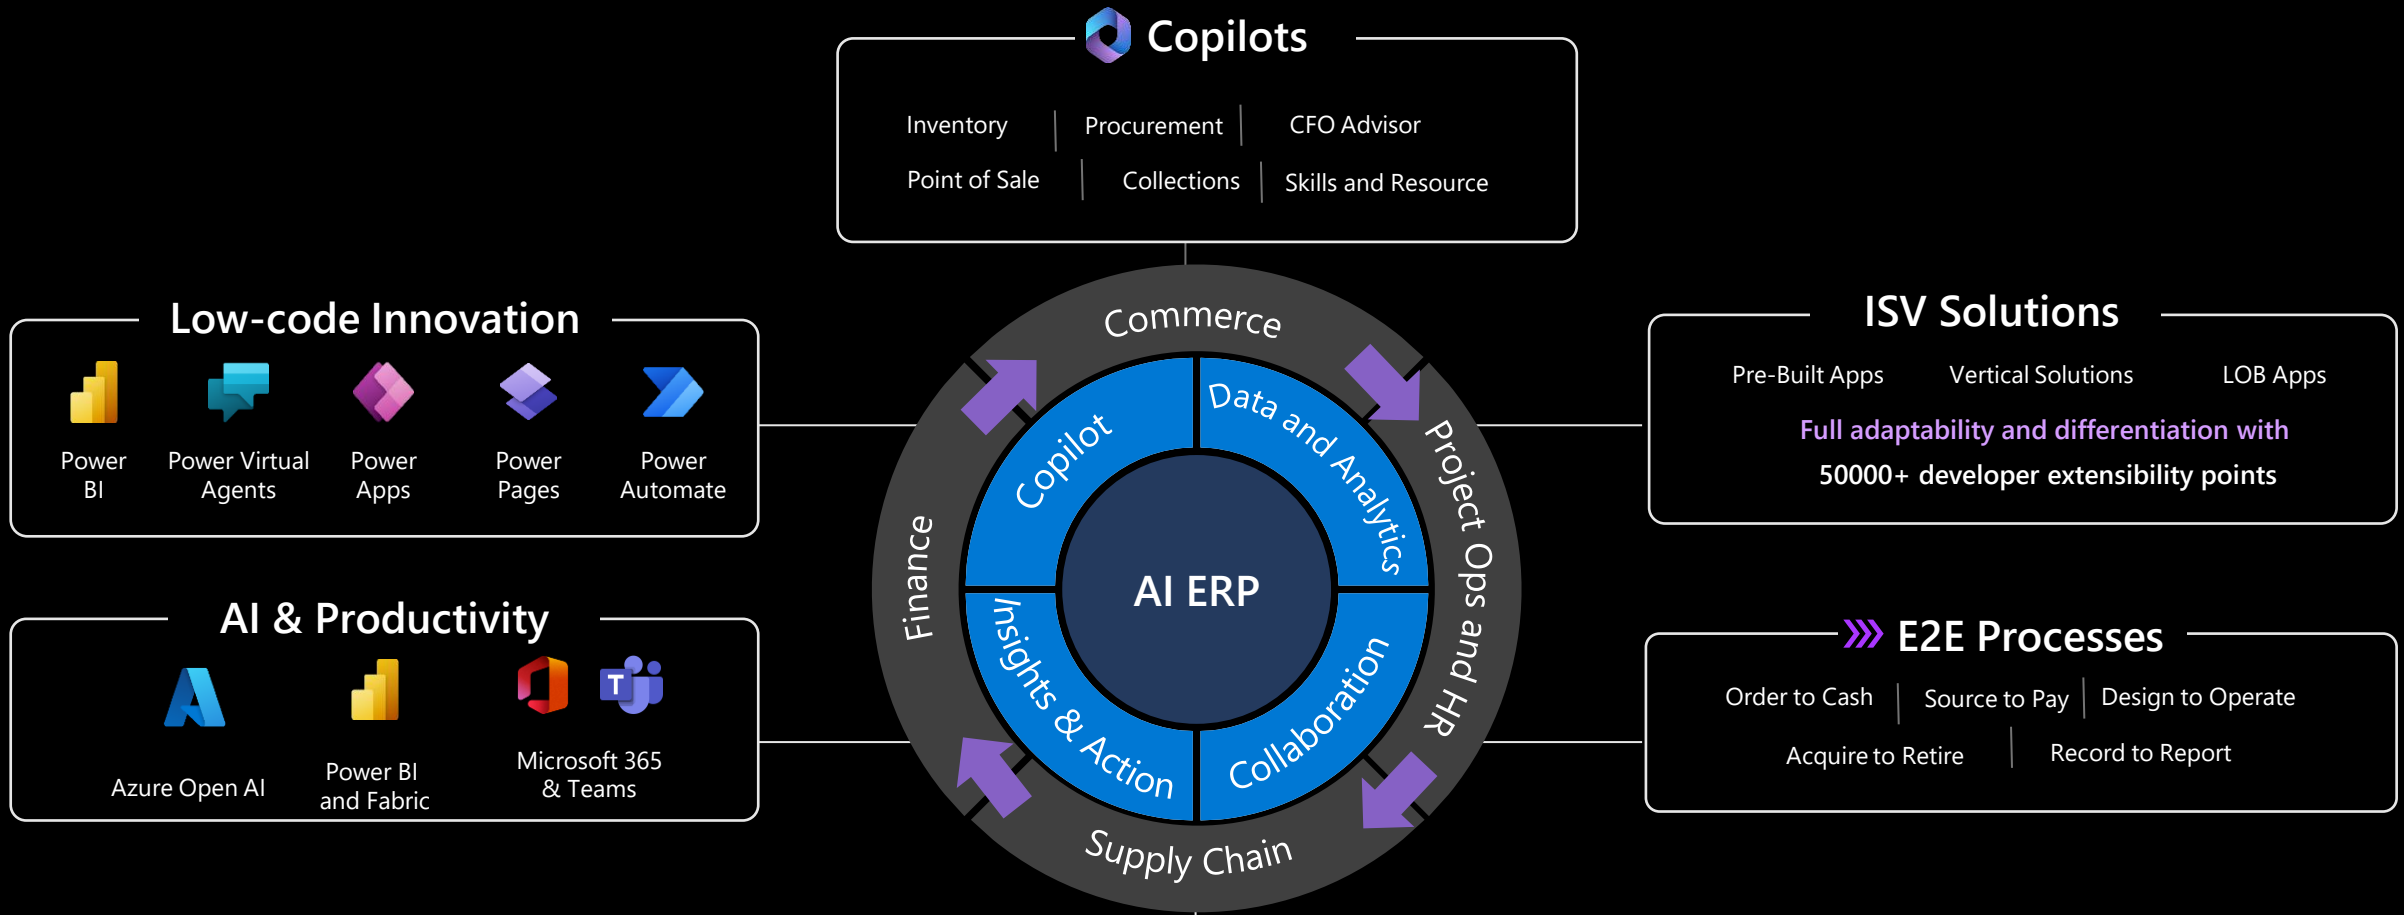 Copilots
Inventory
Procurement
CFO Advisor
Point of Sale
Collections
Skills and Resource
Low-code Innovation
Power
BI
Power Virtual
Agents
Power
Apps
Power
Pages
Power
Automate
AI & Productivity
Azure Open AI
Power BI
and Fabric
T
Microsoft 365
& Teams
Commerce
Project Ops and HR
Supply Chain
Finance
Copilot
Data and Analytics
Collaboration
Insights & Action
AI ERP
ISV Solutions
Pre-Built Apps
Vertical Solutions
LOB Apps
Full adaptability and differentiation with
50000+ developer extensibility points
E2E Processes
Order to Cash
Source to Pay
Design to Operate
Acquire to Retire
Record to Report